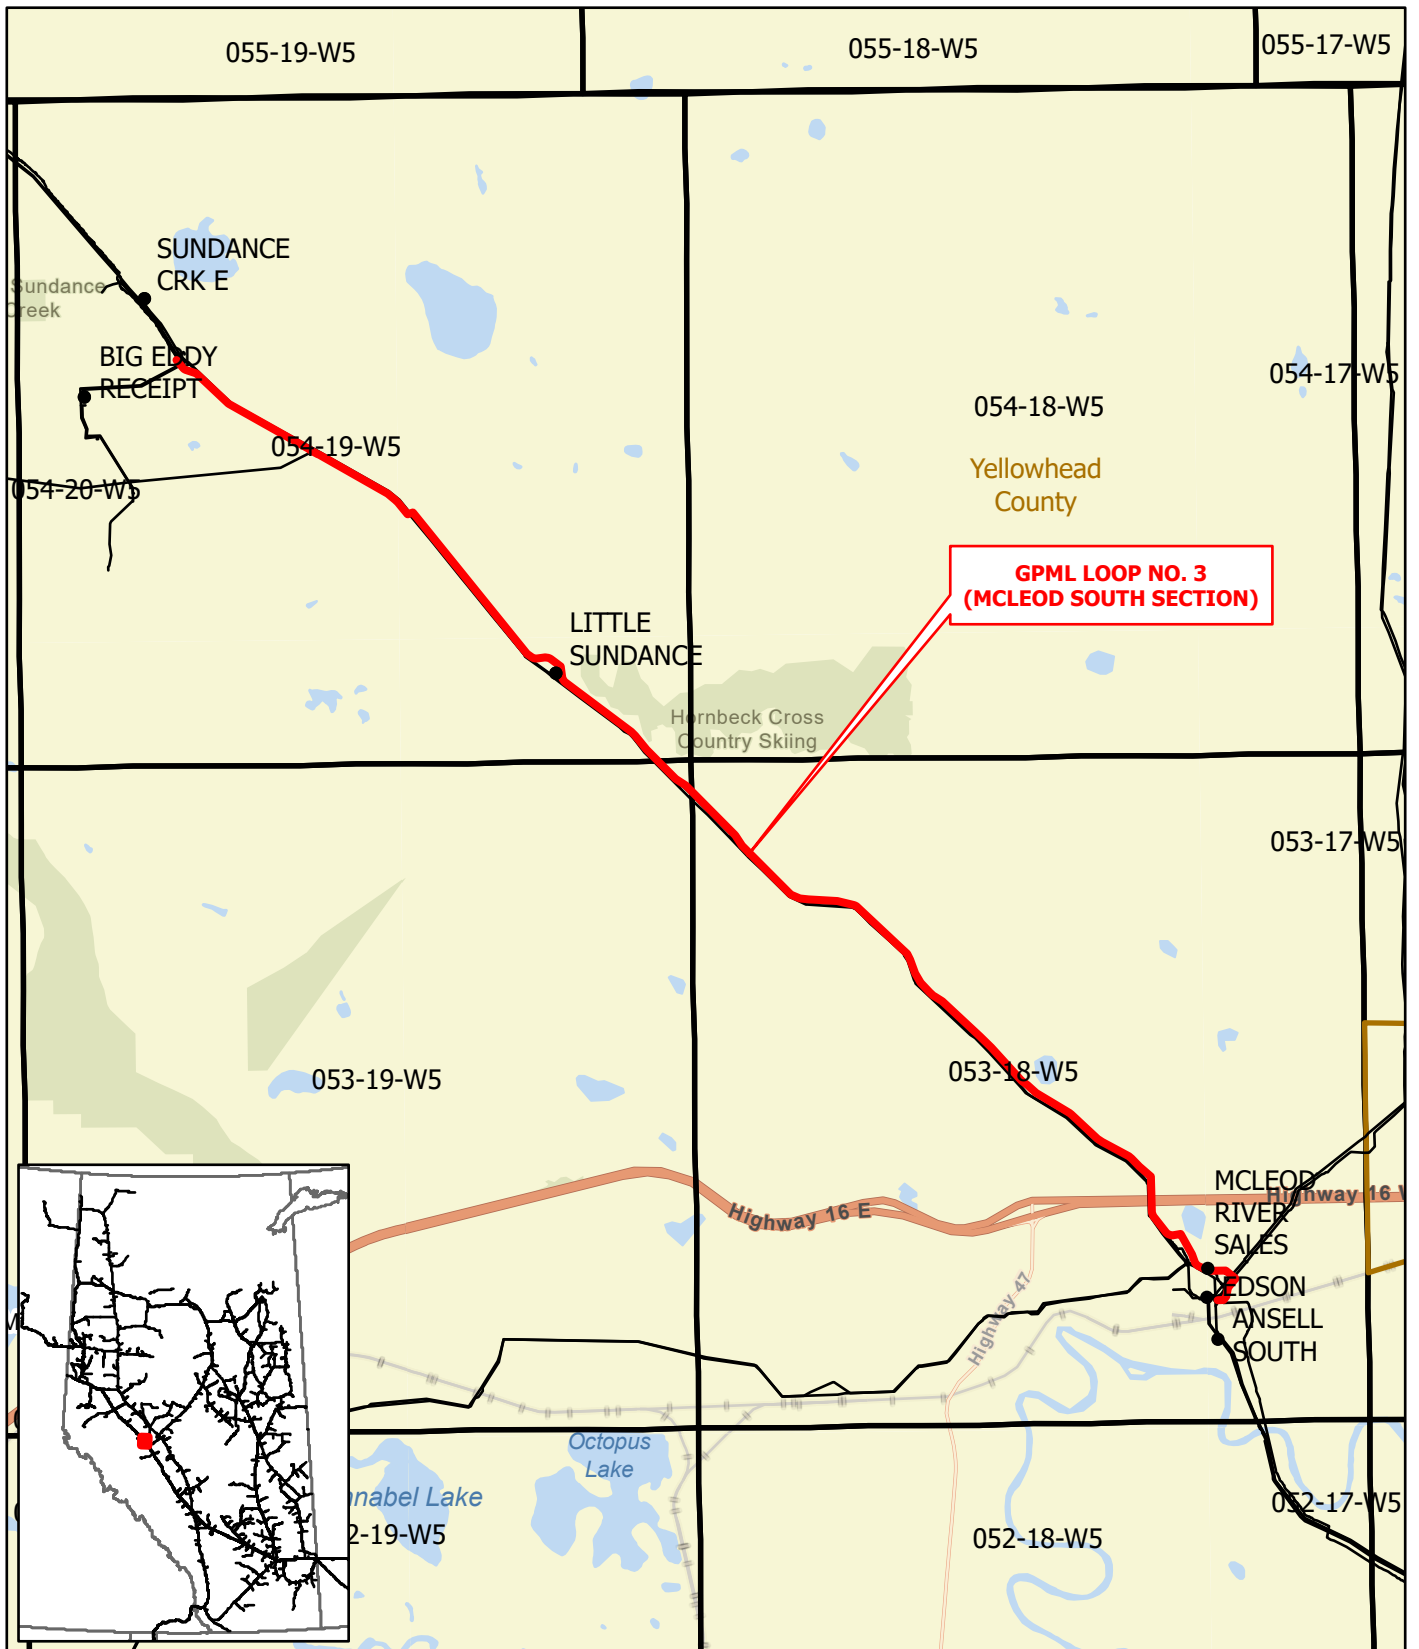 055-19-W5
055-18-W5
055-17-W5
SUNDANCE
CRK E
Sundance
Creek
BIG EDDY
RECEIPT
054-17-W5
054-18-W5
054-19-W5
Yellowhead
County
054-20-W5
GPML LOOP NO. 3
(MCLEOD SOUTH SECTION)
LITTLE
SUNDANCE
Hornbeck Cross
Country Skiing
053-17-W5
053-19-W5
053-18-W5
MCLEOD
RIVER
SALES
Highway 16 W
Highway 16 E
Highway 47
EDSON
ANSELL
SOUTH
Octopus
Lake
nnabel Lake
2-19-W5
052-18-W5
052-17-W5